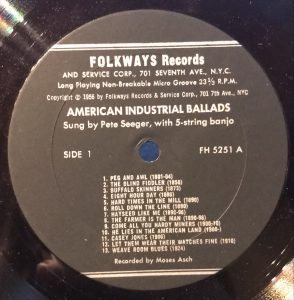 FOLKWAYS Records
AND SERVICE CORP., 701 SEVENTH AVE., N.Y.C.
Long Playing Non-Breakable Micro Groove 33⅓ R.P.M.
Copyright © 1956 by Folkways Records & Service Corp., 701 7th Ave., NYC
AMERICAN INDUSTRIAL BALLADS
Sung by Pete Seeger, with 5-string banjo
SIDE 1 FH 5251 A
1. PEG AND AWL (1801-04)
2. THE BLIND FIDDLER (1850)
3. BUFFALO SKINNERS (1873)
4. EIGHT HOUR DAY (1886)
5. HARD TIMES IN THE MILL (1890)
6. ROLL DOWN THE LINE (1890)
7. HAYSEED LIKE ME (1890-96)
8. THE FARMER IS THE MAN (1890-96)
9. COME ALL YOU HARDY MINERS (1900-10)
10. HE LIES IN THE AMERICAN LAND (1900-)
11. CASEY JONES (1906)
12. LET THEM WEAR THEIR WATCHES FINE (1910)
13. WEAVE ROOM BLUES (1924)
Recorded by Moses Asch